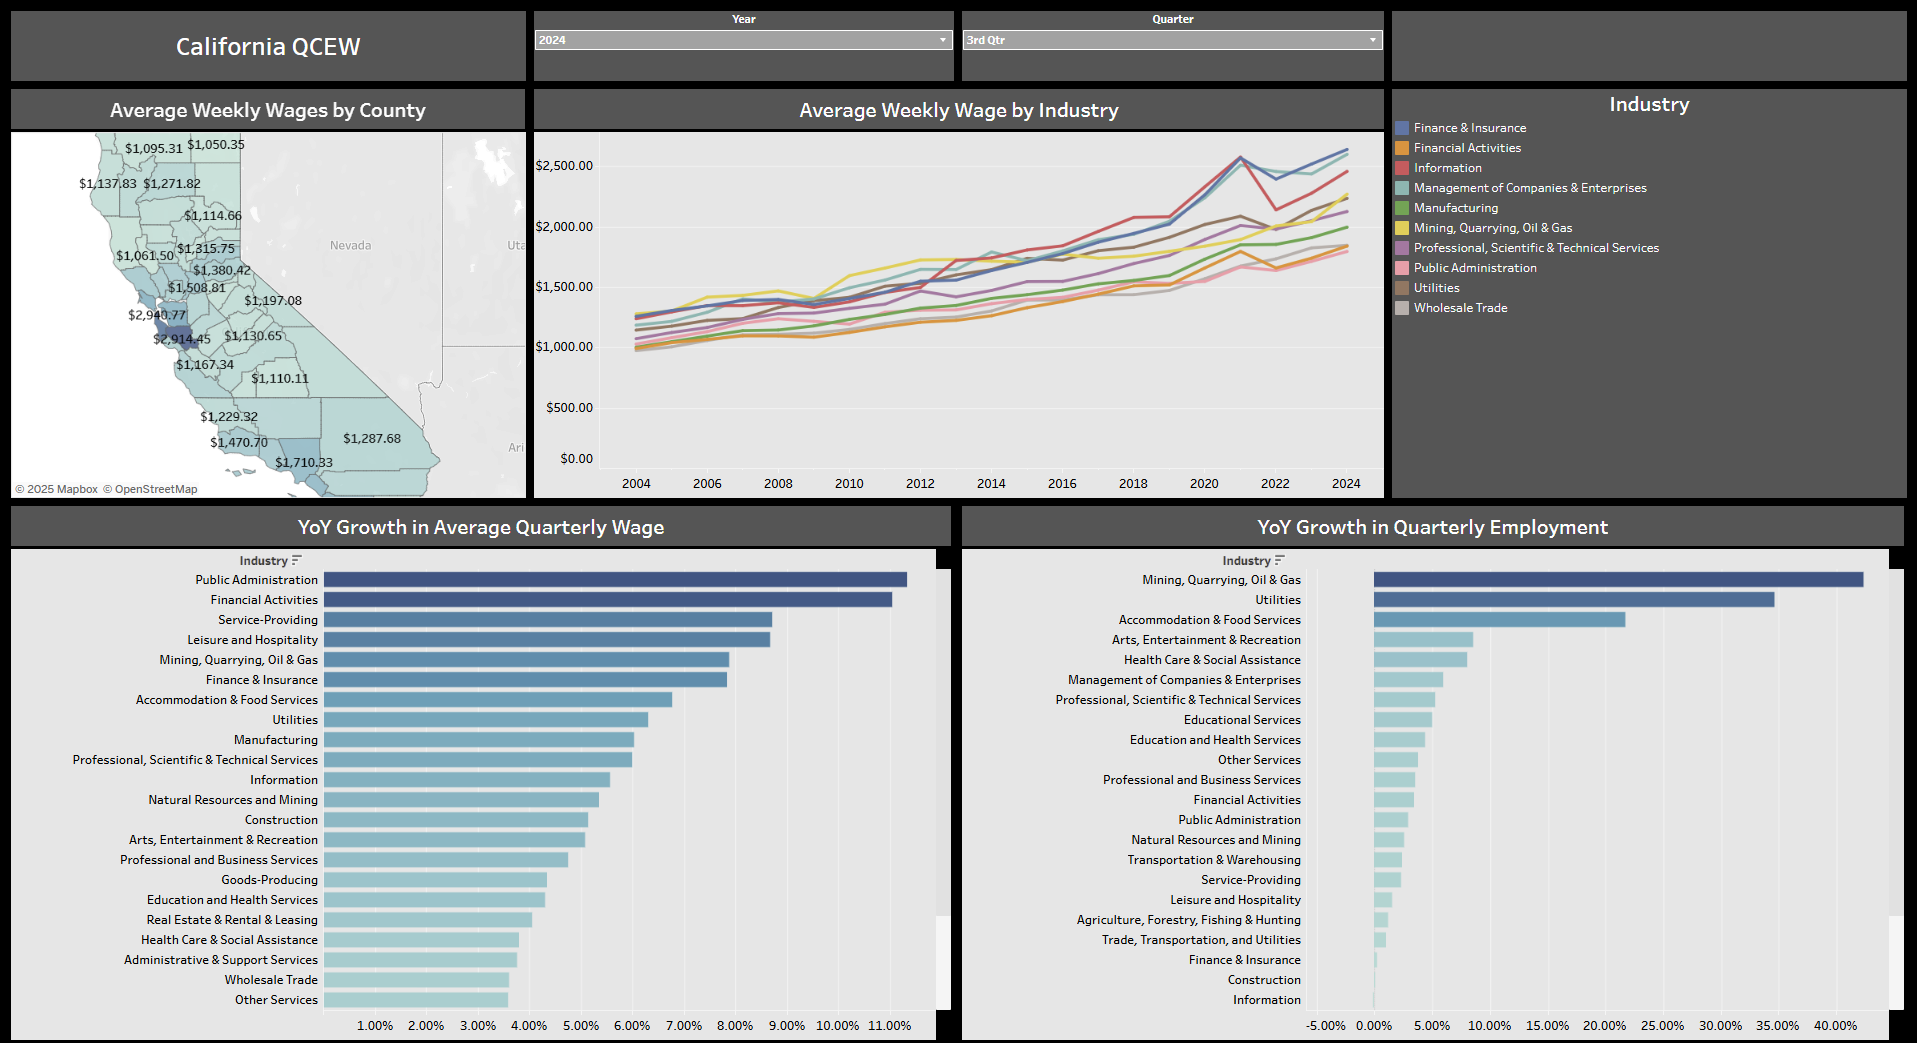 California QCEW
Year
2024
Quarter
3rd Qtr
Average Weekly Wages by County
$1,095.31
$1,050.35
$1,137.83
$1,271.82
$1,114.66
$1,315.75
$1,061.50
$1,380.42
$1,508.81
$1,197.08
$2,940.77
$2,914.45
$1,130.65
$1,167.34
$1,110.11
$1,229.32
$1,470.70
$1,287.68
$1,710.33
Nevada
Uta
Ari
© 2025 Mapbox © OpenStreetMap
Average Weekly Wage by Industry
$2,500.00
$2,000.00
$1,500.00
$1,000.00
$500.00
$0.00
2004 2006 2008 2010 2012 2014 2016 2018 2020 2022 2024
Industry
Finance & Insurance
Financial Activities
Information
Management of Companies & Enterprises
Manufacturing
Mining, Quarrying, Oil & Gas
Professional, Scientific & Technical Services
Public Administration
Utilities
Wholesale Trade
YoY Growth in Average Quarterly Wage
Industry
Public Administration
Financial Activities
Service-Providing
Leisure and Hospitality
Mining, Quarrying, Oil & Gas
Finance & Insurance
Accommodation & Food Services
Utilities
Manufacturing
Professional, Scientific & Technical Services
Information
Natural Resources and Mining
Construction
Arts, Entertainment & Recreation
Professional and Business Services
Goods-Producing
Education and Health Services
Real Estate & Rental & Leasing
Health Care & Social Assistance
Administrative & Support Services
Wholesale Trade
Other Services
1.00% 2.00% 3.00% 4.00% 5.00% 6.00% 7.00% 8.00% 9.00% 10.00% 11.00%
YoY Growth in Quarterly Employment
Industry
Mining, Quarrying, Oil & Gas
Utilities
Accommodation & Food Services
Arts, Entertainment & Recreation
Health Care & Social Assistance
Management of Companies & Enterprises
Professional, Scientific & Technical Services
Educational Services
Education and Health Services
Other Services
Professional and Business Services
Financial Activities
Public Administration
Natural Resources and Mining
Transportation & Warehousing
Service-Providing
Leisure and Hospitality
Agriculture, Forestry, Fishing & Hunting
Trade, Transportation, and Utilities
Finance & Insurance
Construction
Information
-5.00% 0.00% 5.00% 10.00% 15.00% 20.00% 25.00% 30.00% 35.00% 40.00%